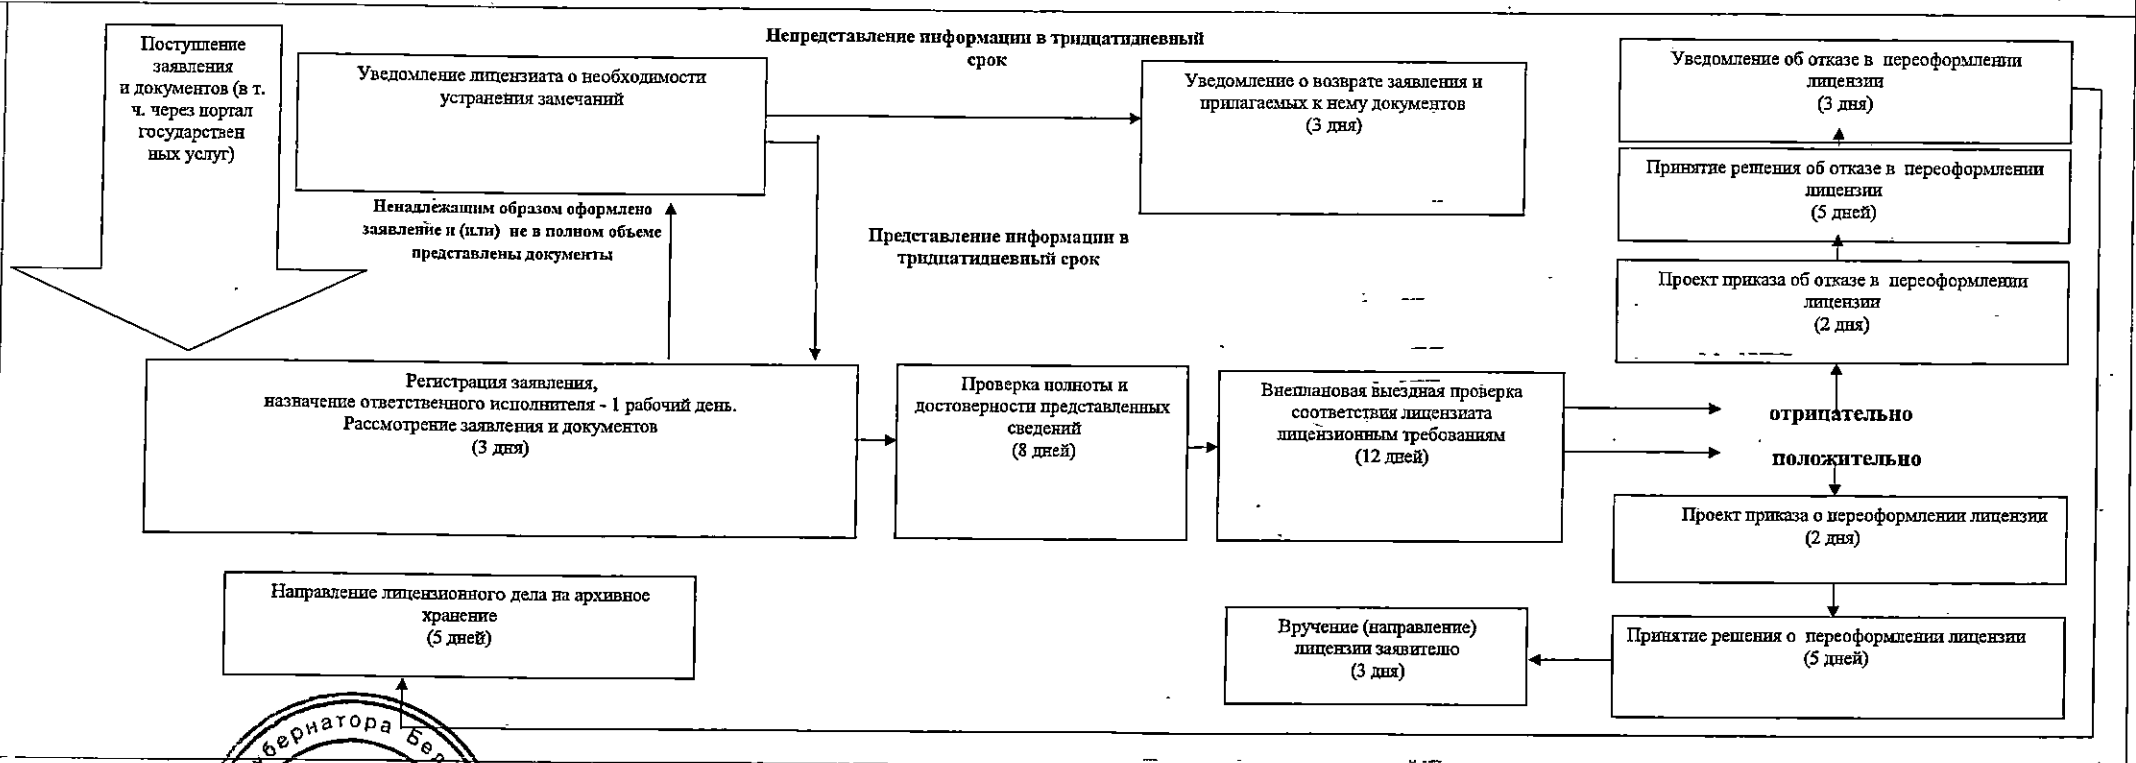 Поступление
заявления
и документов (в т.
ч. через портал
государствен
ных услуг)
Непредставление информации в тридцатидневный
срок
Уведомление лицензиата о необходимости
устранения замечаний
Уведомление о возврате заявления и
прилагаемых к нему документов
(3 дня)
Уведомление об отказе в переоформлении
лицензии
(3 дня)
Принятие решения об отказе в переоформлении
лицензии
(5 дней)
Ненадлежащим образом оформлено
заявление и (или) не в полном объеме
представлены документы
Представление информации в
тридцатидневный срок
Проект приказа об отказе в переоформлении
лицензии
(2 дня)
Регистрация заявления,
назначение ответственного исполнителя - 1 рабочий день.
Рассмотрение заявления и документов
(3 дня)
Проверка полноты и
достоверности представленных
сведений
(8 дней)
Внеплановая выездная проверка
соответствия лицензиата
лицензионным требованиям
(12 дней)
отрицательно
положительно
Проект приказа о переоформлении лицензии
(2 дня)
Принятие решения о переоформлении лицензии
(5 дней)
Вручение (направление)
лицензии заявителю
(3 дня)
Направление лицензионного дела на архивное
хранение
(5 дней)
убернатора Бел